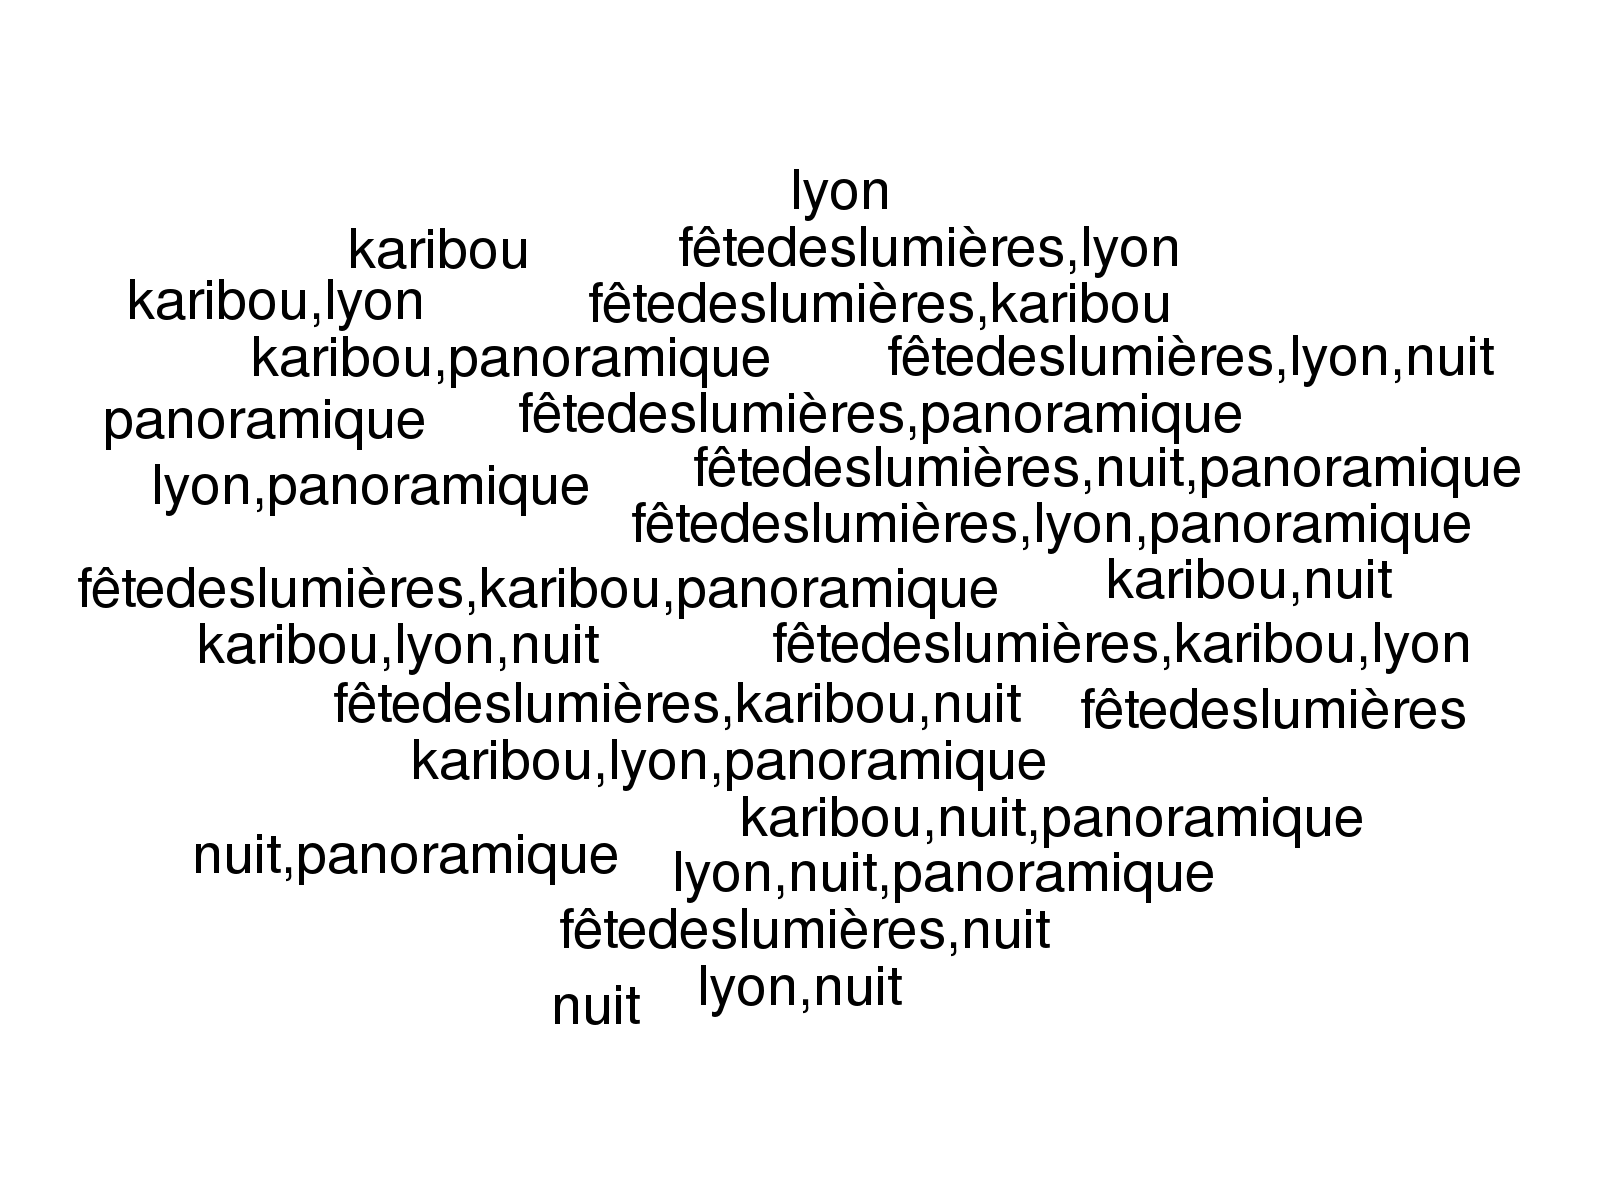 lyon
karibou
fêtedeslumières,lyon
karibou,lyon
fêtedeslumières,karibou
karibou,panoramique
fêtedeslumières,lyon,nuit
panoramique
fêtedeslumières,panoramique
lyon,panoramique
fêtedeslumières,nuit,panoramique
fêtedeslumières,lyon,panoramique
fêtedeslumières,karibou,panoramique
karibou,nuit
karibou,lyon,nuit
fêtedeslumières,karibou,lyon
fêtedeslumières,karibou,nuit
fêtedeslumières
karibou,lyon,panoramique
karibou,nuit,panoramique
nuit,panoramique
lyon,nuit,panoramique
fêtedeslumières,nuit
lyon,nuit
nuit